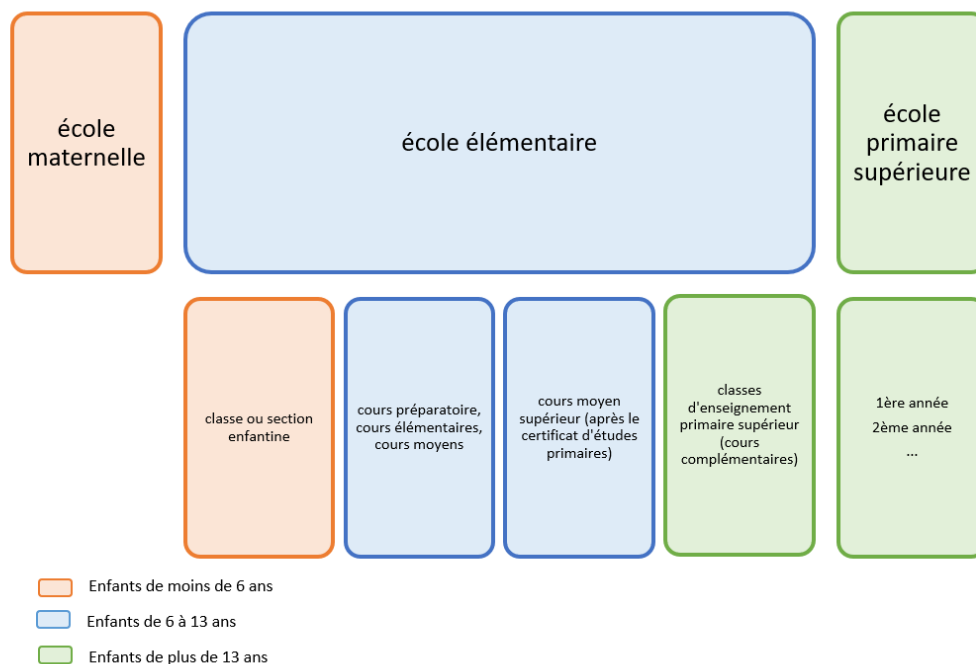 école
maternelle
école élémentaire
école
primaire
supérieure
classe ou section
enfantine
cours préparatoire,
cours élémentaires,
cours moyens
cours moyen
supérieur (après le
certificat d'études
primaires)
classes
d'enseignement
primaire supérieur
(cours
complémentaires)
1ère année
2ème année
...
Enfants de moins de 6 ans
Enfants de 6 à 13 ans
Enfants de plus de 13 ans